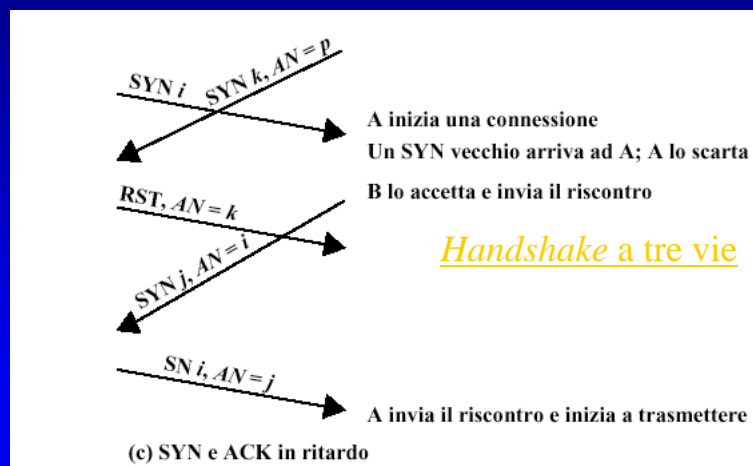 SYN i
SYN k, AN = p
A inizia una connessione
Un SYN vecchio arriva ad A; A lo scarta
RST, AN = k
B lo accetta e invia il riscontro
Handshake a tre vie
SYN j, AN = i
SN i, AN = j
A invia il riscontro e inizia a trasmettere
(c) SYN e ACK in ritardo